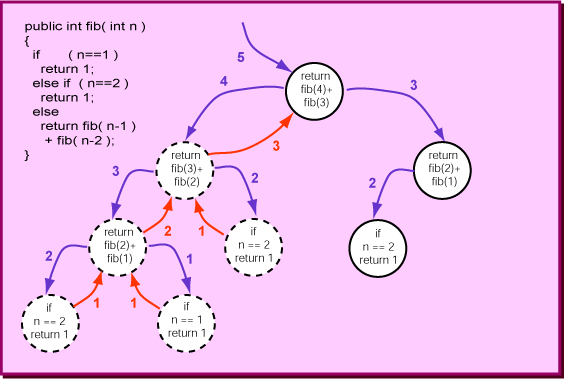 public int fib( int n )
{
if ( n==1 )
return 1;
else if ( n==2 )
return 1;
else
return fib( n-1 )
+ fib( n-2 );
}
5
return
fib(4)+
fib(3)
4
3
3
return
fib(3)+
fib(2)
return
fib(2)+
fib(1)
3
2
2
2
1
return
fib(2)+
fib(1)
if
n == 2
return 1
if
n == 2
return 1
2
1
1
1
if
n == 2
return 1
if
n == 1
return 1